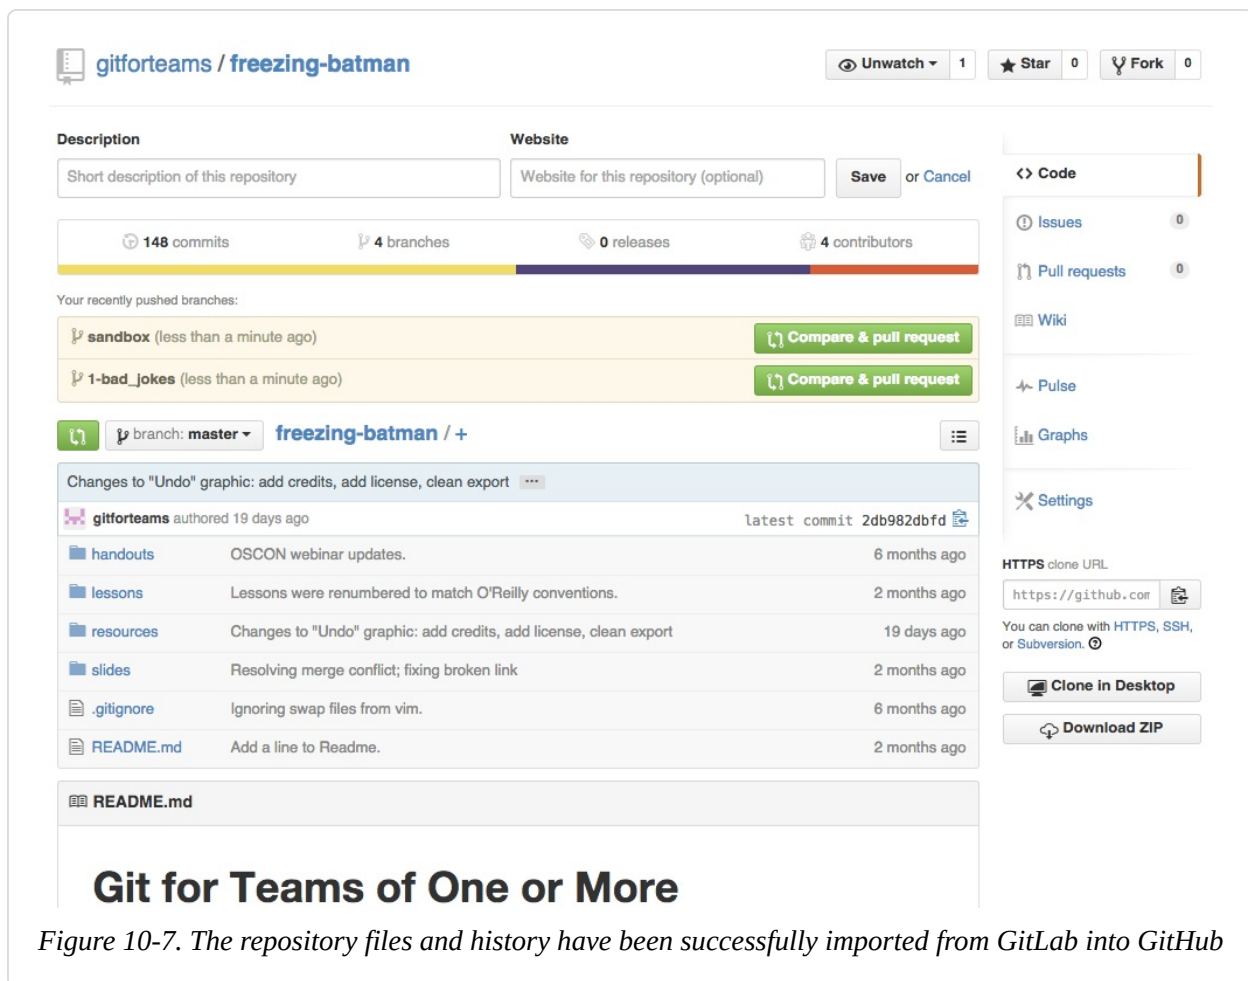 gitforteams / freezing-batman
Unwatch 1
Star 0
Fork 0
Description
Website
Short description of this repository
Website for this repository (optional)
Save or Cancel
148 commits
4 branches
0 releases
4 contributors
Your recently pushed branches:
sandbox (less than a minute ago)
Compare & pull request
1-bad_jokes (less than a minute ago)
Compare & pull request
branch: master
freezing-batman / +
Changes to "Undo" graphic: add credits, add license, clean export ...
gitforteams authored 19 days ago
latest commit 2db982dbfd
handouts OSCON webinar updates. 6 months ago
lessons Lessons were renumbered to match O'Reilly conventions. 2 months ago
resources Changes to "Undo" graphic: add credits, add license, clean export 19 days ago
slides Resolving merge conflict; fixing broken link 2 months ago
.gitignore Ignoring swap files from vim. 6 months ago
README.md Add a line to Readme. 2 months ago
README.md
Git for Teams of One or More
<> Code
Issues 0
Pull requests 0
Wiki
Pulse
Graphs
Settings
HTTPS clone URL
https://github.com
You can clone with HTTPS, SSH,
or Subversion.
Clone in Desktop
Download ZIP
Figure 10-7. The repository files and history have been successfully imported from GitLab into GitHub